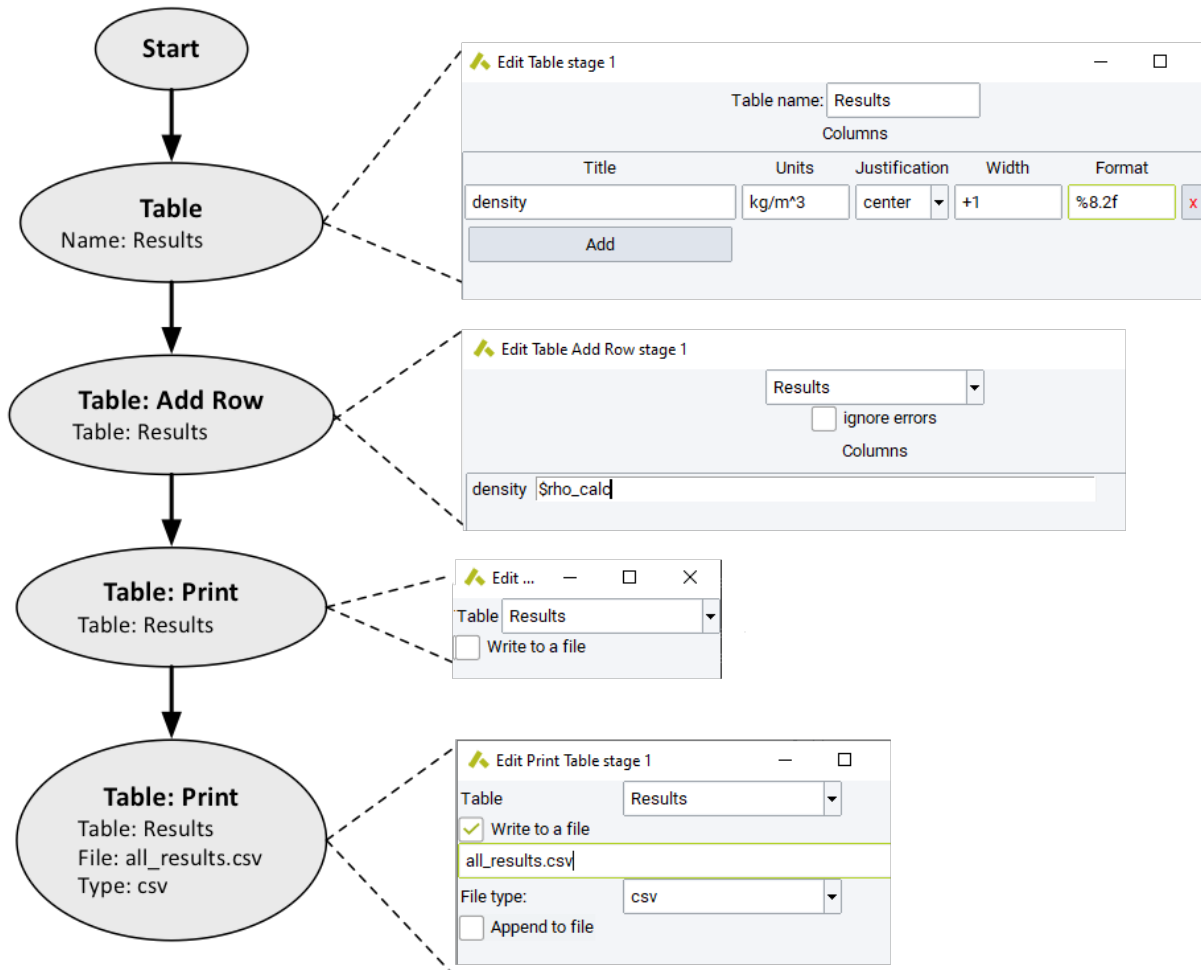 Start
Table
Name: Results
Edit Table stage 1
Table name: Results
Columns
Title Units Justification Width Format
density kg/m^3 center +1 %8.2f x
Add
Table: Add Row
Table: Results
Edit Table Add Row stage 1
Results
ignore errors
Columns
density $rho_calc
Table: Print
Table: Results
Edit ...
Table Results
Write to a file
Table: Print
Table: Results
File: all_results.csv
Type: csv
Edit Print Table stage 1
Table Results
Write to a file
all_results.csv
File type: csv
Append to file